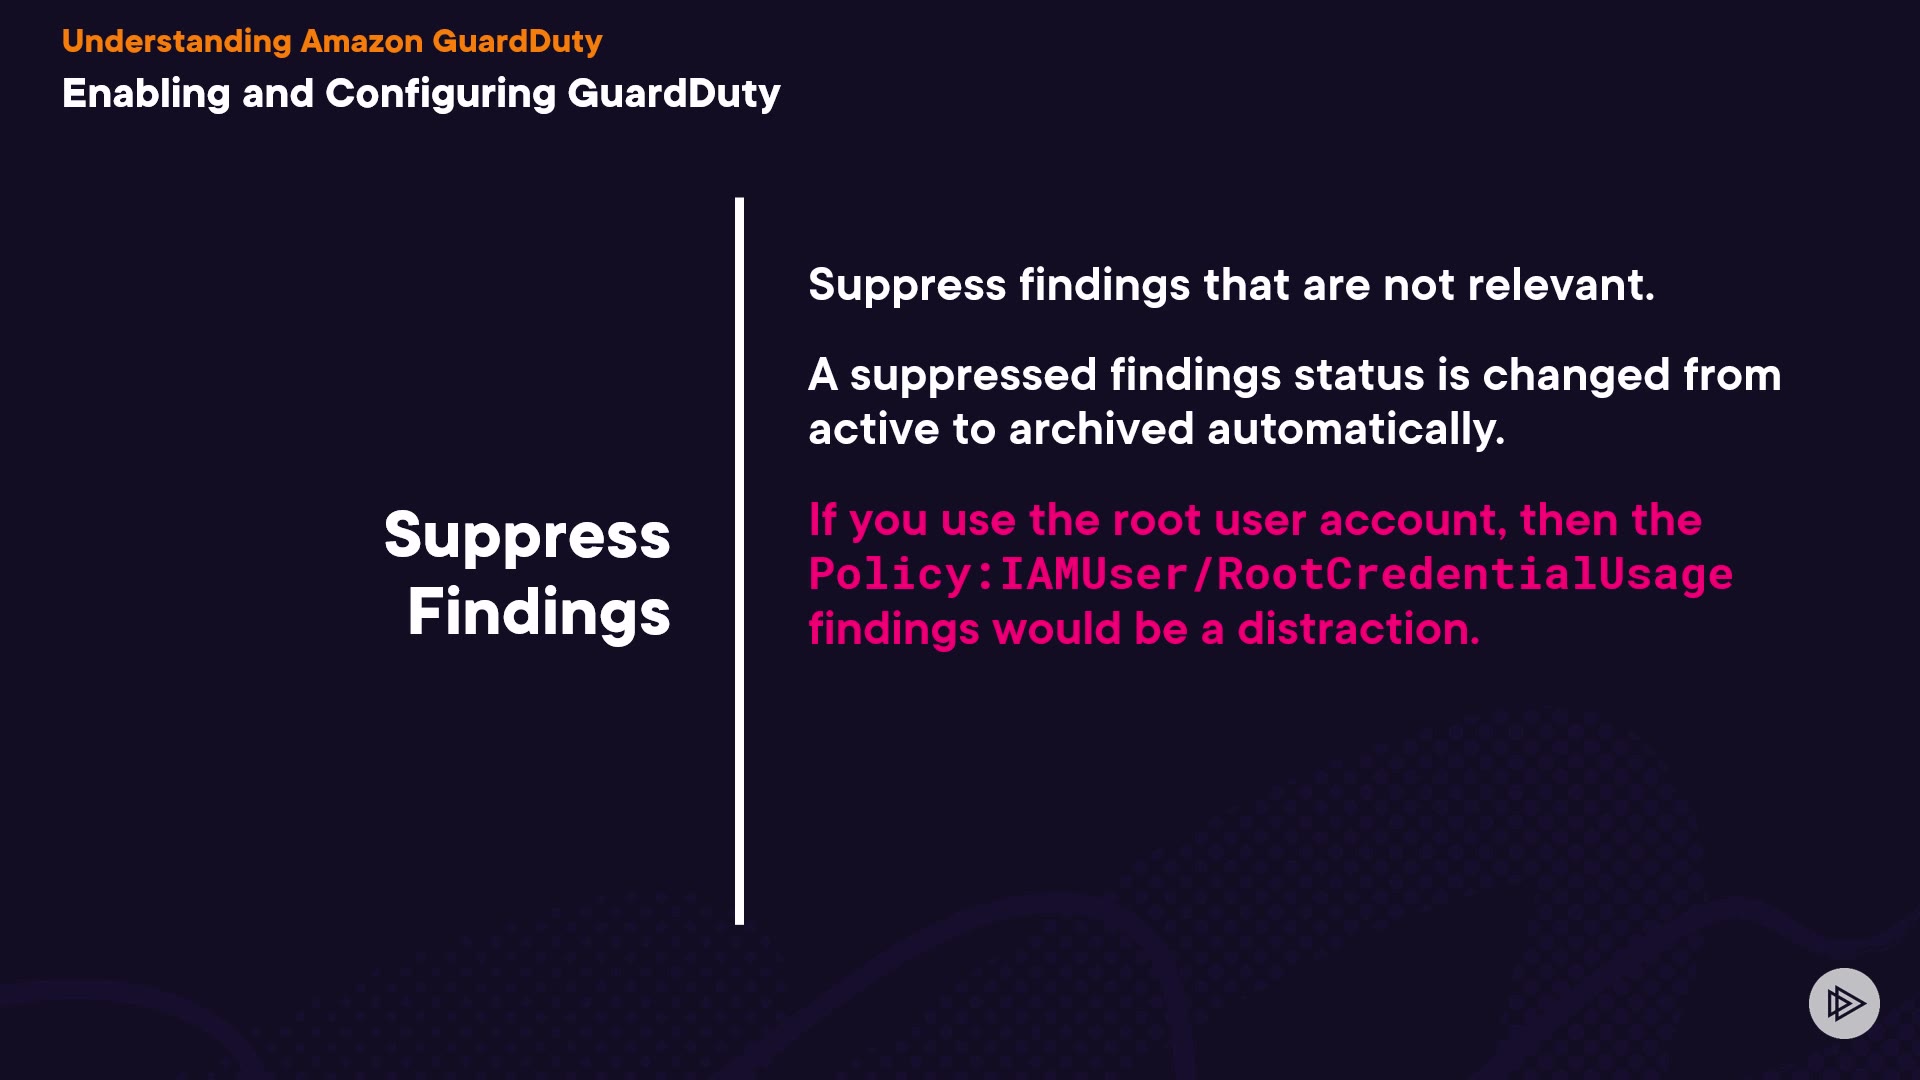 Understanding Amazon GuardDuty
Enabling and Configuring GuardDuty
Suppress
Findings
Suppress findings that are not relevant.
A suppressed findings status is changed from
active to archived automatically.
If you use the root user account, then the
Policy:IAMUser/RootCredentialUsage
findings would be a distraction.